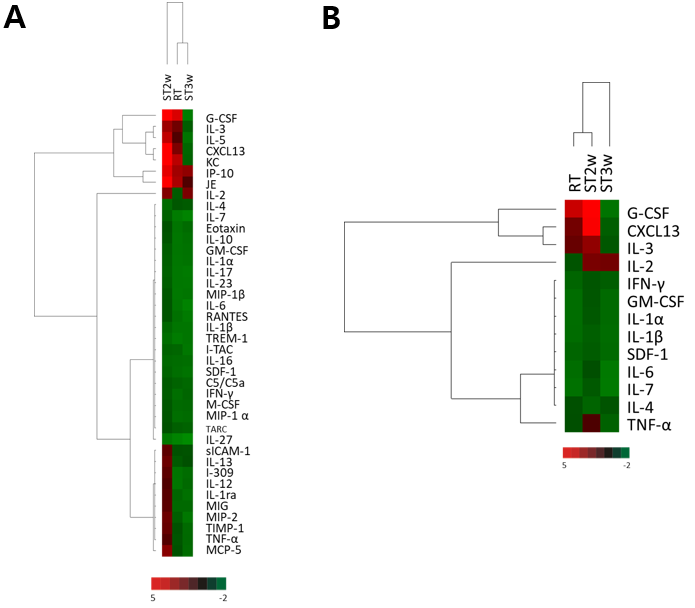 A
ST2w
RT
ST3w
G-CSF
IL-3
IL-5
CXCL13
KC
IP-10
JE
IL-2
IL-4
IL-7
Eotaxin
IL-10
GM-CSF
IL-1α
IL-17
IL-23
MIP-1β
IL-6
RANTES
IL-1β
TREM-1
I-TAC
IL-16
SDF-1
C5/C5a
IFN-γ
M-CSF
MIP-1 α
TARC
IL-27
sICAM-1
IL-13
I-309
IL-12
IL-1ra
MIG
MIP-2
TIMP-1
TNF-α
MCP-5
5 -2
B
RT
ST2w
ST3w
G-CSF
CXCL13
IL-3
IL-2
IFN-γ
GM-CSF
IL-1α
IL-1β
SDF-1
IL-6
IL-7
IL-4
TNF-α
5 -2